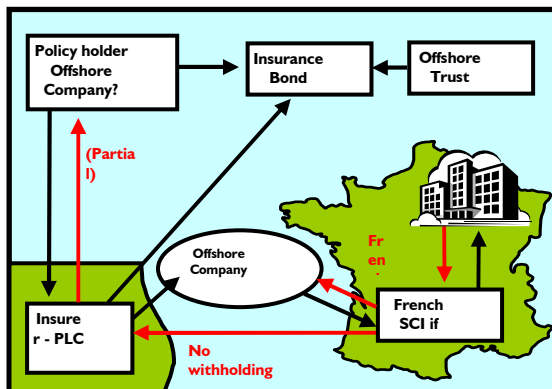 Policy holder
Offshore
Company?
Insurance
Bond
Offshore
Trust
(Partia
l)
Fr
en
Offshore
Company
Insure
r - PLC
French
SCI if
No
withholding